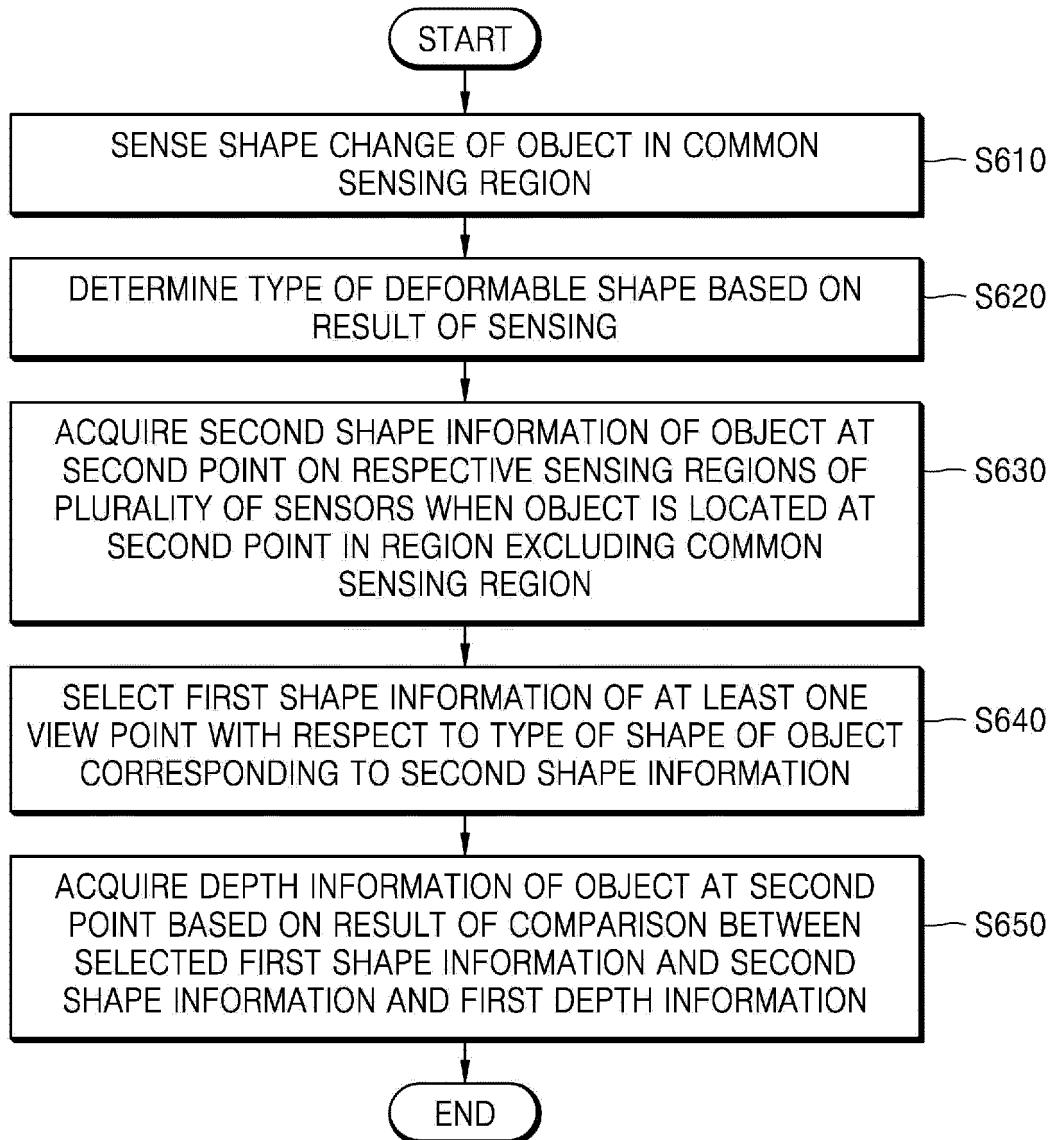 START
SENSE SHAPE CHANGE OF OBJECT IN COMMON
SENSING REGION
S610
DETERMINE TYPE OF DEFORMABLE SHAPE BASED ON
RESULT OF SENSING
S620
ACQUIRE SECOND SHAPE INFORMATION OF OBJECT AT
SECOND POINT ON RESPECTIVE SENSING REGIONS OF
PLURALITY OF SENSORS WHEN OBJECT IS LOCATED AT
SECOND POINT IN REGION EXCLUDING COMMON
SENSING REGION
S630
SELECT FIRST SHAPE INFORMATION OF AT LEAST ONE
VIEW POINT WITH RESPECT TO TYPE OF SHAPE OF OBJECT
CORRESPONDING TO SECOND SHAPE INFORMATION
S640
ACQUIRE DEPTH INFORMATION OF OBJECT AT SECOND
POINT BASED ON RESULT OF COMPARISON BETWEEN
SELECTED FIRST SHAPE INFORMATION AND SECOND
SHAPE INFORMATION AND FIRST DEPTH INFORMATION
S650
END